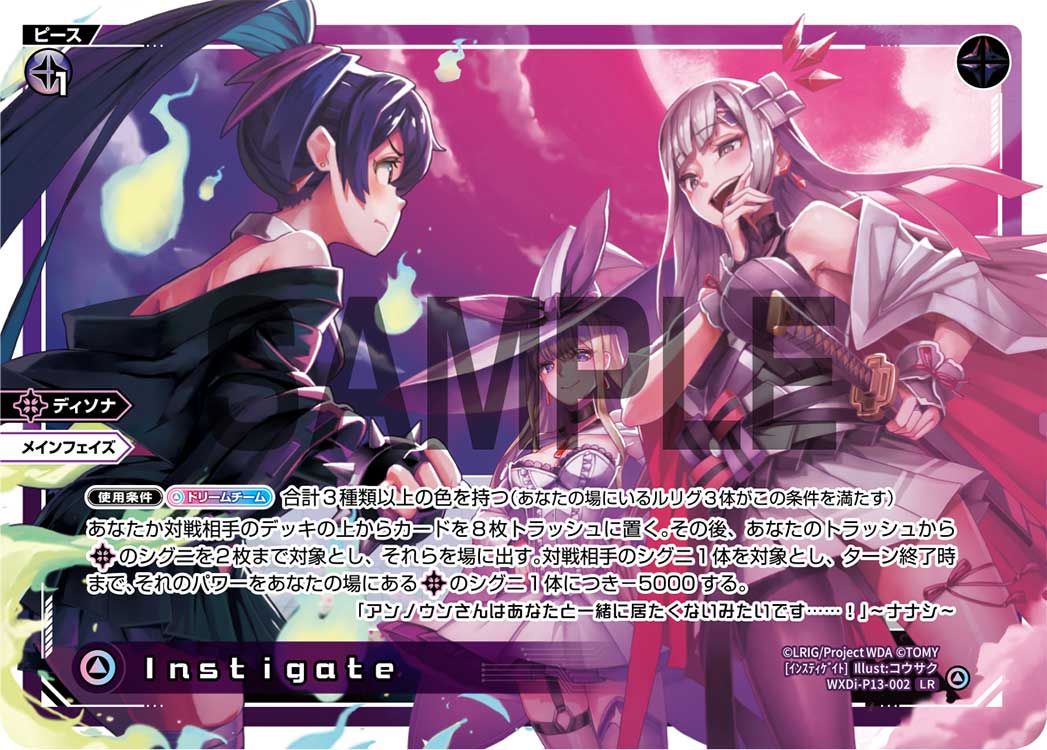 ピース
1
ディソナ
メインフェイズ
SAMPLE
使用条件 ドリームチーム 合計3種類以上の色を持つ(あなたの場にいるルリグ3体がこの条件を満たす)
あなたか対戦相手のデッキの上からカードを8枚トラッシュに置く。その後、あなたのトラッシュから
のシグニを2枚まで対象とし、それらを場に出す。対戦相手のシグニ1体を対象とし、ターン終了時
まで、それのパワーをあなたの場にある のシグニ1体につき-5000する。
「アンノウンさんはあなたと一緒に居たくないみたいです……!」~ナナシ~
Instigate
©LRIG/Project WDA ©TOMY
[インスティゲイト] Illust:コウサク
WXDi-P13-002 LR